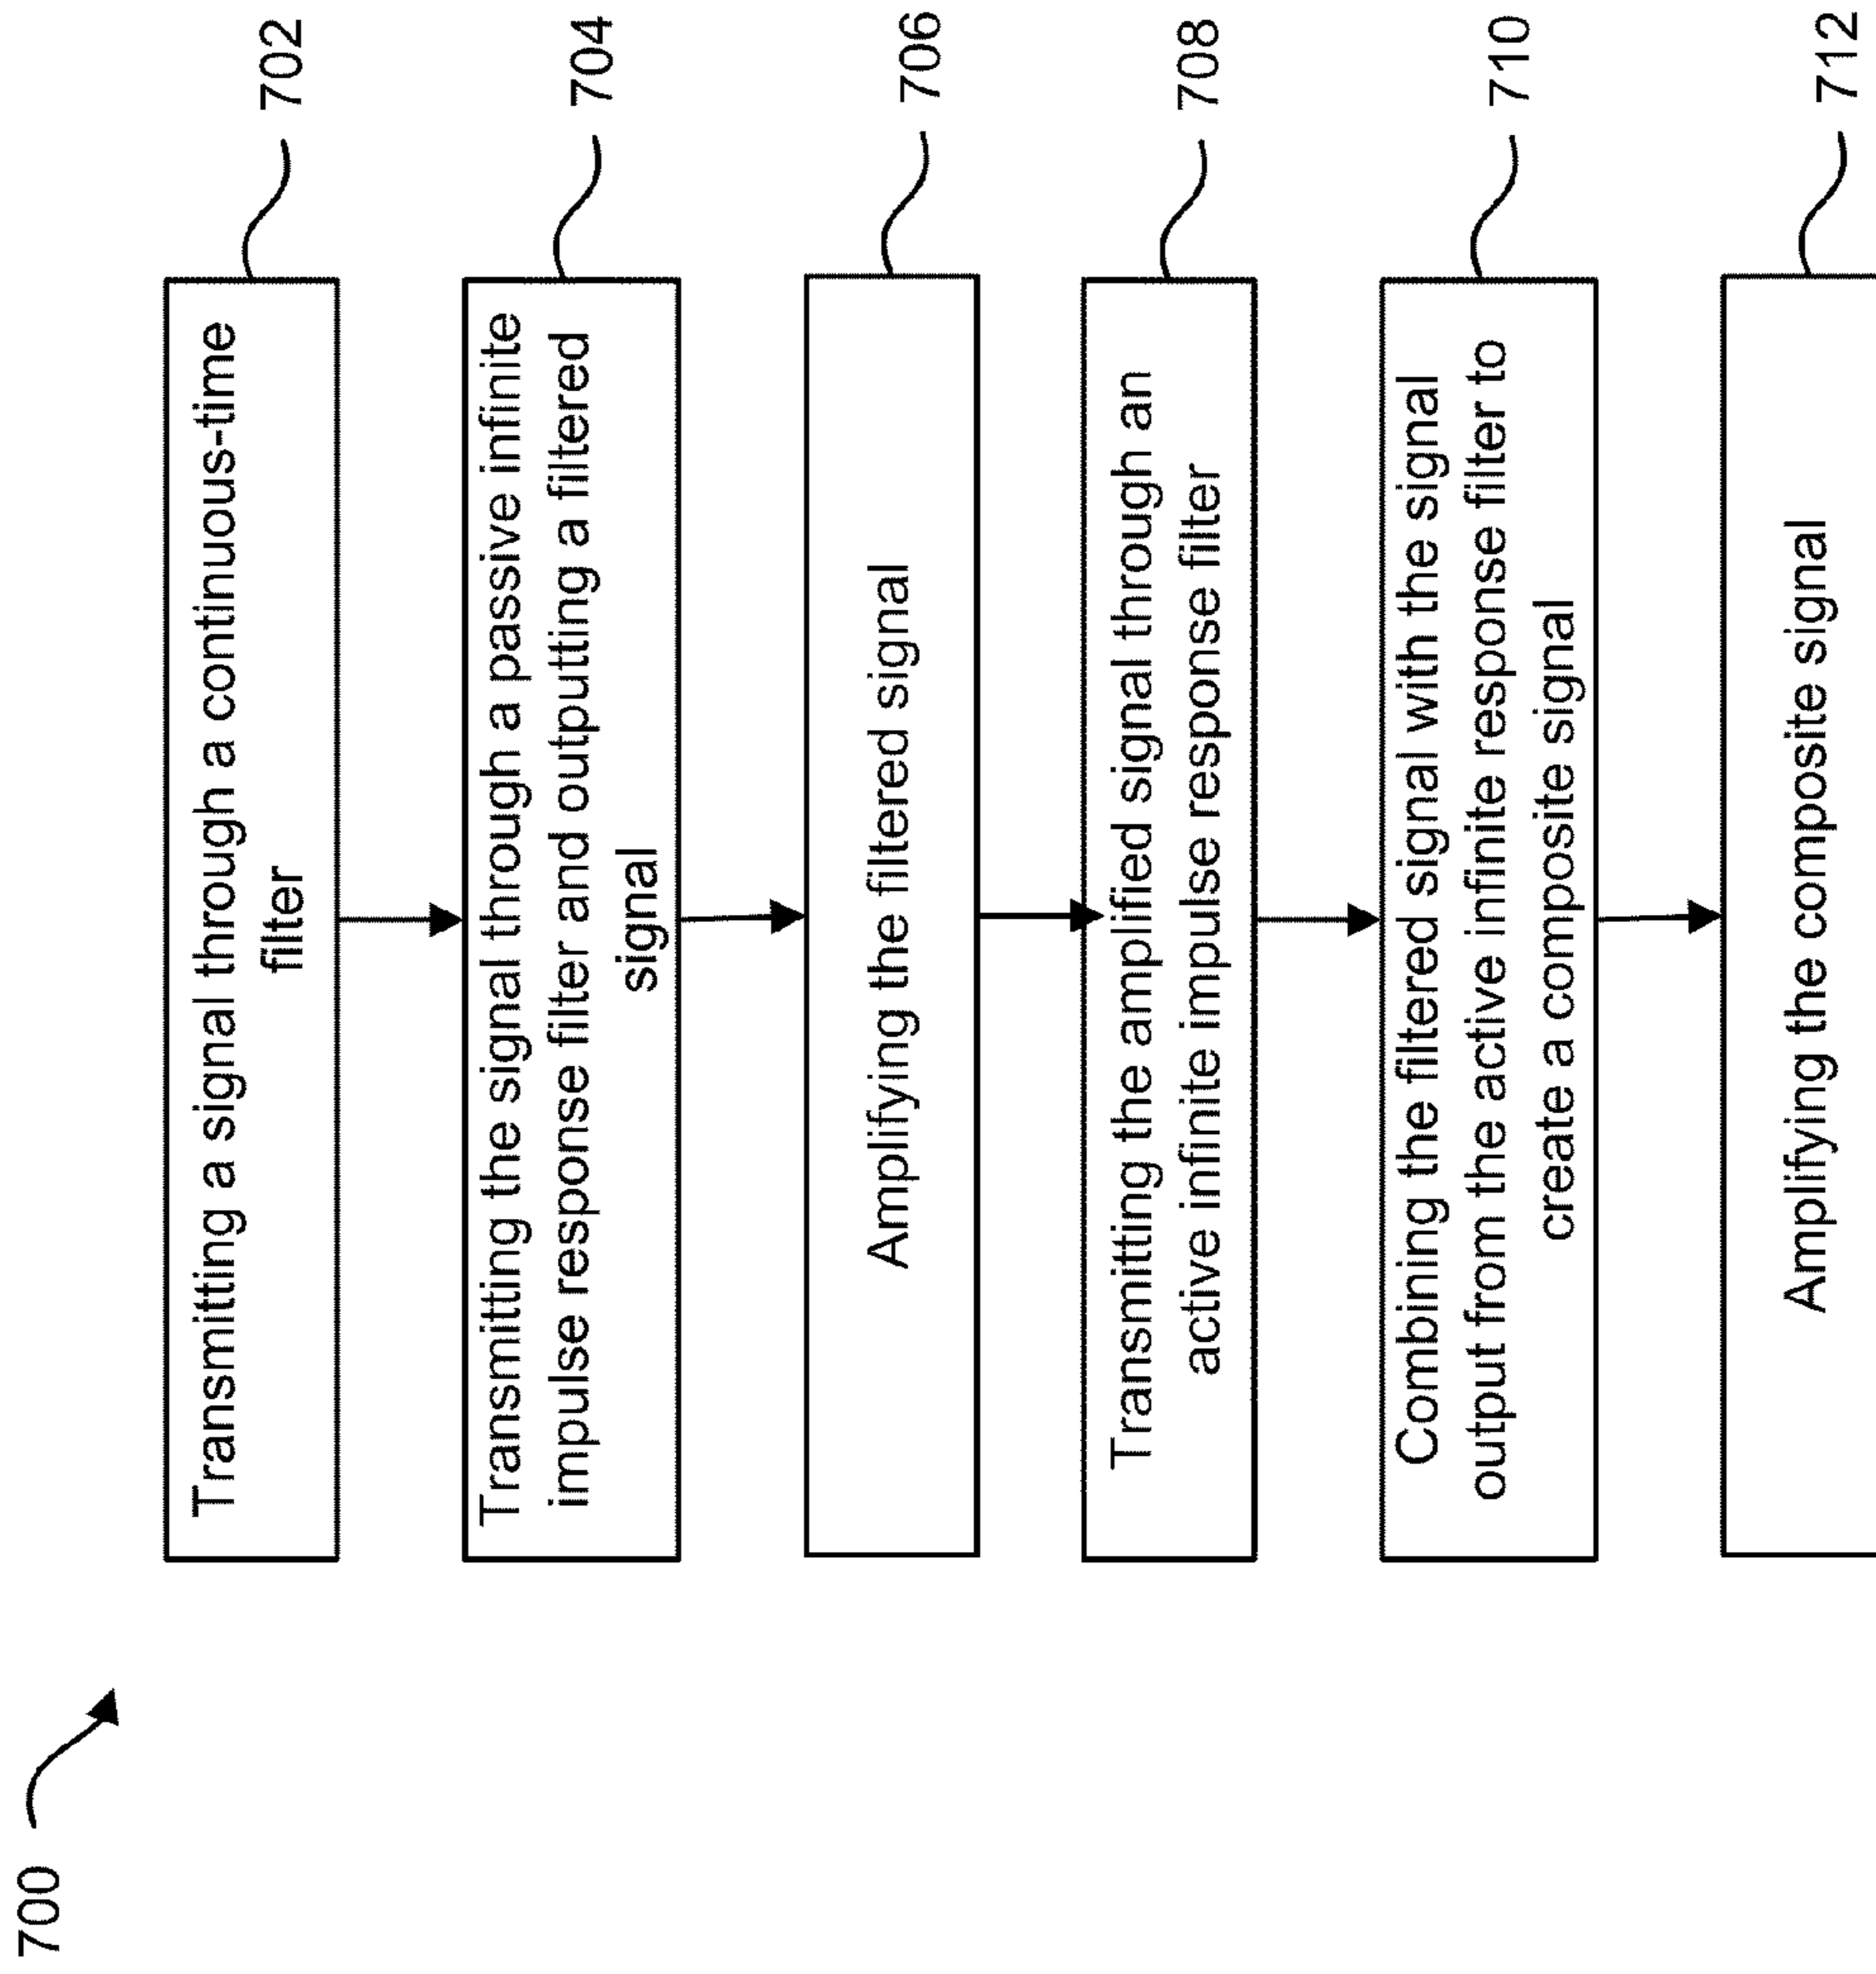 700
Transmitting a signal through a continuous-time
filter
702
Transmitting the signal through a passive infinite
impulse response filter and outputting a filtered
signal
704
Amplifying the filtered signal
706
Transmitting the amplified signal through an
active infinite impulse response filter
708
Combining the filtered signal with the signal
output from the active infinite response filter to
create a composite signal
710
Amplifying the composite signal
712